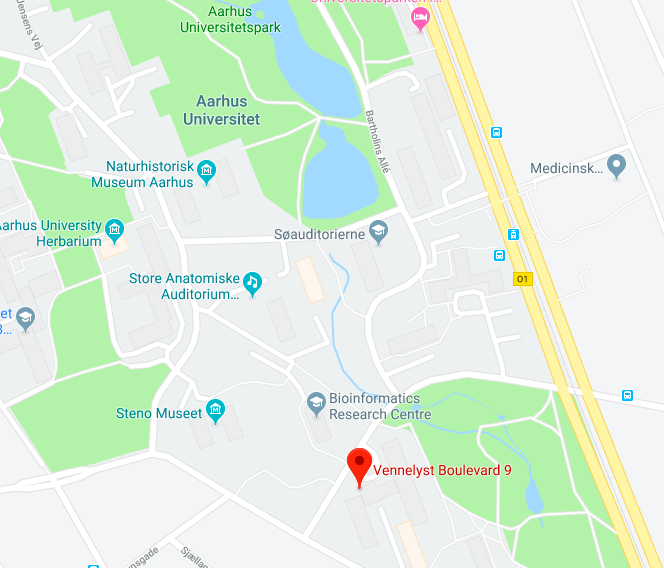 Aarhus
Universitetspark
Aarhus
Universitet
Bartholins Allé
Naturhistorisk
Museum Aarhus
Medicinsk...
Aarhus University
Herbarium
Søauditorierne
Store Anatomiske
Auditorium...
O1
Steno Museet
Bioinformatics
Research Centre
Vennelyst Boulevard 9